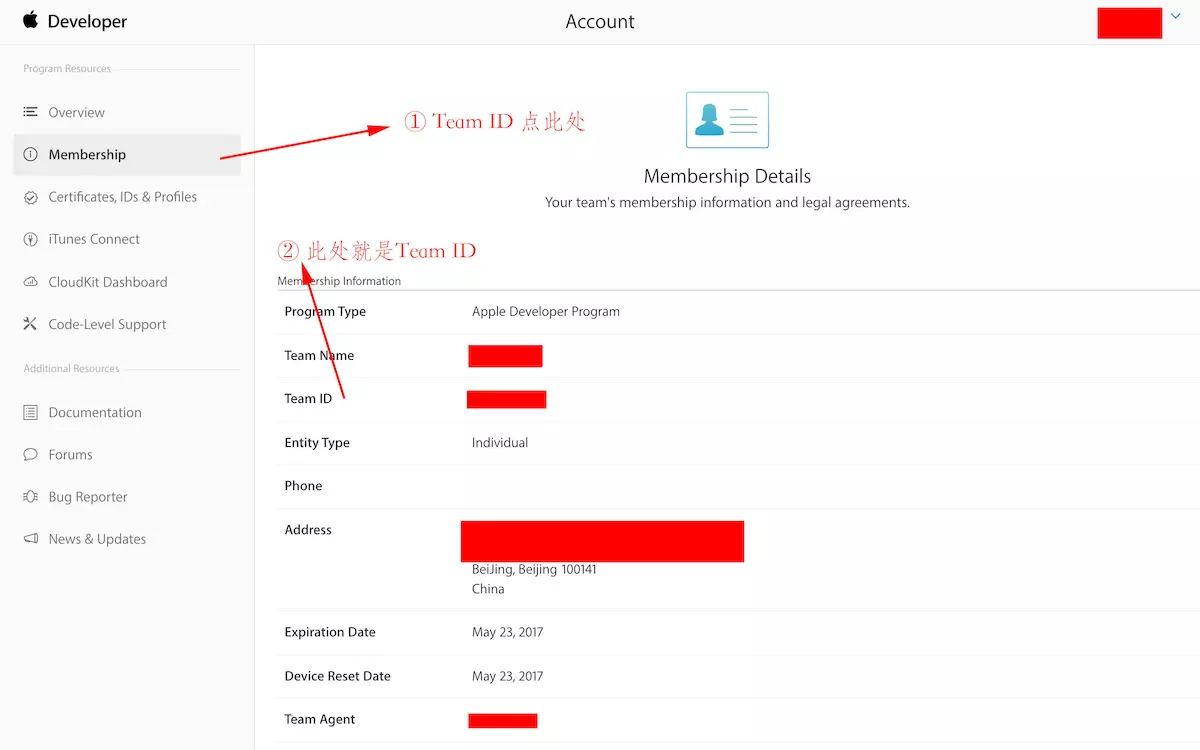 Developer
Account
Program Resources
Overview
① Team ID 点此处
Membership
Certificates, IDs & Profiles
iTunes Connect
CloudKit Dashboard
Code-Level Support
Additional Resources
Documentation
Forums
Bug Reporter
News & Updates
Membership Details
Your team's membership information and legal agreements.
② 此处就是Team ID
Membership Information
Program Type Apple Developer Program
Team Name
Team ID
Entity Type Individual
Phone
Address
BeiJing, Beijing 100141
China
Expiration Date May 23, 2017
Device Reset Date May 23, 2017
Team Agent